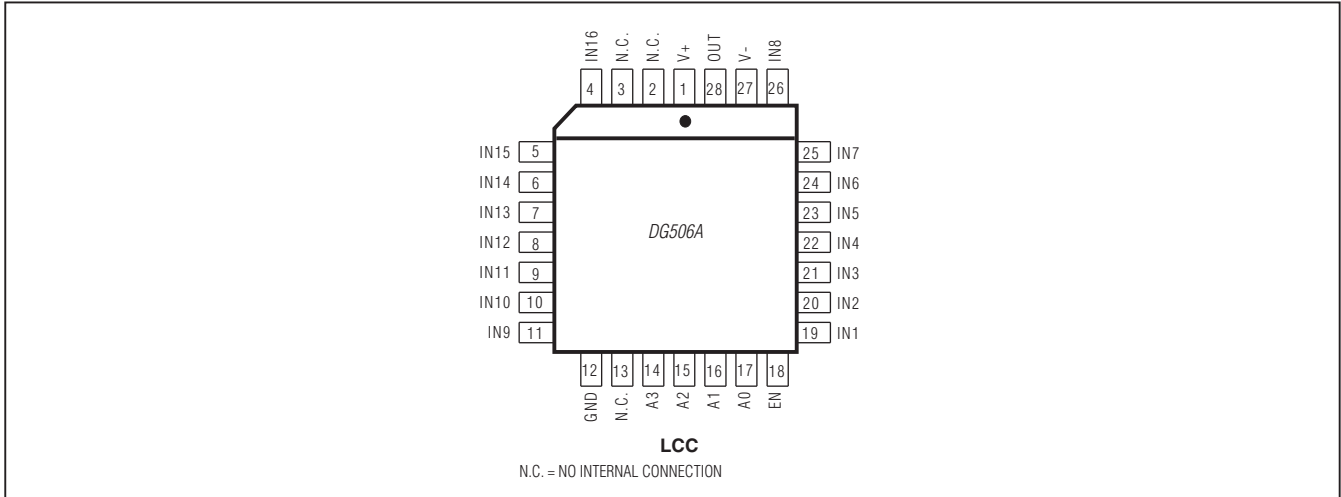 IN16 N.C. N.C. V+ OUT V- IN8
4 3 2 1 28 27 26
IN15 5 25 IN7
IN14 6 24 IN6
IN13 7 23 IN5
DG506A
IN12 8 22 IN4
IN11 9 21 IN3
IN10 10 20 IN2
IN9 11 19 IN1
12 13 14 15 16 17 18
GND N.C. A3 A2 A1 A0 EN
LCC
N.C. = NO INTERNAL CONNECTION